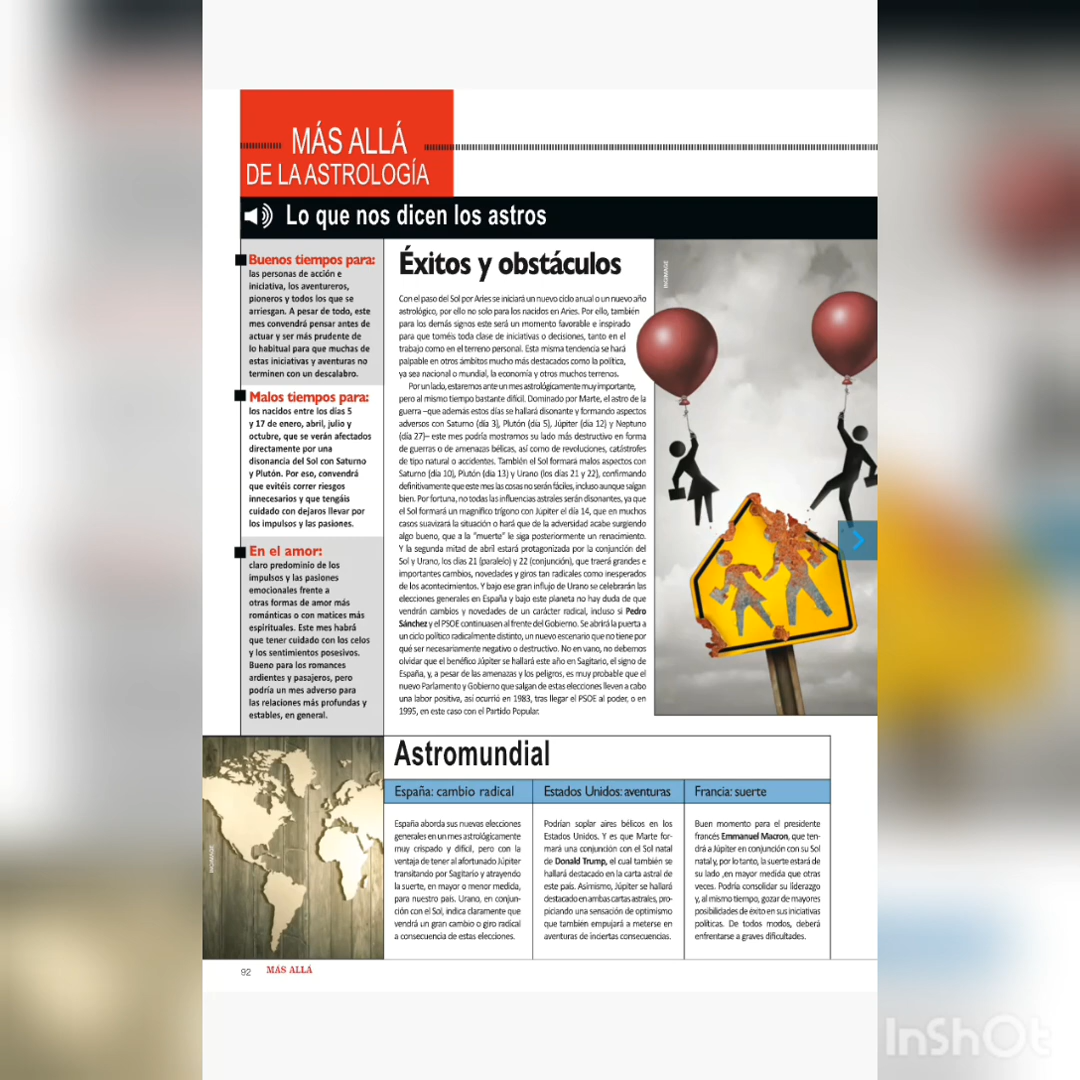 MÁS ALLÁ
DE LA ASTROLOGÍA
Lo que nos dicen los astros
Buenos tiempos para:
las personas de acción e
iniciativa, los aventureros,
pioneros y todos los que se
arriesgan. A pesar de todo, este
mes convendrá pensar antes de
actuar y ser más prudente de
lo habitual para que muchas de
estas iniciativas y aventuras no
terminen con un descalabro.
Malos tiempos para:
los nacidos entre los días 5
y 17 de enero, abril, julio y
octubre, que se verán afectados
directamente por una
disonancia del Sol con Saturno
y Plutón. Por eso, convendrá
que evitéis correr riesgos
innecesarios y que tengáis
cuidado con dejaros llevar por
los impulsos y las pasiones.
En el amor:
claro predominio de los
impulsos y las pasiones
emocionales frente a
otras formas de amor más
románticas o con matices más
espirituales. Este mes habrá
que tener cuidado con los celos
y los sentimientos posesivos.
Bueno para los romances
ardientes y pasajeros, pero
podría un mes adverso para
las relaciones más profundas y
estables, en general.
Éxitos y obstáculos
Con el paso del Sol por Aries se iniciará un nuevo ciclo anual o un nuevo año
astrológico, por ello no solo para los nacidos en Aries. Por ello, también
para los demás signos este será un momento favorable e inspirado
para que toméis toda clase de iniciativas o decisiones, tanto en el
trabajo como en el terreno personal. Esta misma tendencia se hará
palpable en otros ámbitos mucho más destacados como la política,
ya sea nacional o mundial, la economía y otros muchos terrenos.
Por un lado, estaremos ante un mes astrológicamente muy importante,
pero al mismo tiempo bastante difícil. Dominado por Marte, el astro de la
guerra –que además estos días se hallará disonante y formando aspectos
adversos con Saturno (día 3), Plutón (día 5), Júpiter (día 12) y Neptuno
(día 27)– este mes podría mostrarnos su lado más destructivo en forma
de guerras o de amenazas bélicas, así como de revoluciones, catástrofes
de tipo natural o accidentes. También el Sol formará malos aspectos con
Saturno (día 10), Plutón (día 13) y Urano (los días 21 y 22), confirmando
definitivamente que este mes las cosas no serán fáciles, incluso aunque salgan
bien. Por fortuna, no todas las influencias astrales serán disonantes, ya que
el Sol formará un magnífico trígono con Júpiter el día 14, que en muchos
casos suavizará la situación o hará que de la adversidad acabe surgiendo
algo bueno, que a la "muerte" le siga posteriormente un renacimiento.
Y la segunda mitad de abril estará protagonizada por la conjunción del
Sol y Urano, los días 21 (paralelo) y 22 (conjunción), que traerá grandes e
importantes cambios, novedades y giros tan radicales como inesperados
de los acontecimientos. Y bajo ese gran influjo de Urano se celebrarán las
elecciones generales en España y bajo este planeta no hay duda de que
vendrán cambios y novedades de un carácter radical, incluso si Pedro
Sánchez y el PSOE continuasen al frente del Gobierno. Se abrirá la puerta a
un ciclo político radicalmente distinto, un nuevo escenario que no tiene por
qué ser necesariamente negativo o destructivo. No en vano, no debemos
olvidar que el benéfico Júpiter se hallará este año en Sagitario, el signo de
España, y, a pesar de las amenazas y los peligros, es muy probable que el
nuevo Parlamento y Gobierno que salgan de estas elecciones lleven a cabo
una labor positiva, así ocurrió en 1983, tras llegar el PSOE al poder, o en
1995, en este caso con el Partido Popular.
INGIMAGE
Astromundial
INGIMAGE
España: cambio radical
España aborda sus nuevas elecciones
generales en un mes astrológicamente
muy crispado y difícil, pero con la
ventaja de tener al afortunado Júpiter
transitando por Sagitario y atrayendo
la suerte, en mayor o menor medida,
para nuestro país. Urano, en conjun-
ción con el Sol, indica claramente que
vendrá un gran cambio o giro radical
a consecuencia de estas elecciones.
Estados Unidos: aventuras
Podrían soplar aires bélicos en los
Estados Unidos. Y es que Marte for-
mará una conjunción con el Sol natal
de Donald Trump, el cual también se
hallará destacado en la carta astral de
este país. Asimismo, Júpiter se hallará
destacado en ambas cartas astrales, pro-
piciando una sensación de optimismo
que también empujará a meterse en
aventuras de inciertas consecuencias.
Francia: suerte
Buen momento para el presidente
francés Emmanuel Macron, que ten-
drá a Júpiter en conjunción con su Sol
natal y, por lo tanto, la suerte estará de
su lado ,en mayor medida que otras
veces. Podría consolidar su liderazgo
y, al mismo tiempo, gozar de mayores
posibilidades de éxito en sus iniciativas
políticas. De todos modos, deberá
enfrentarse a graves dificultades.
92 MÁS ALLÁ
InShOt